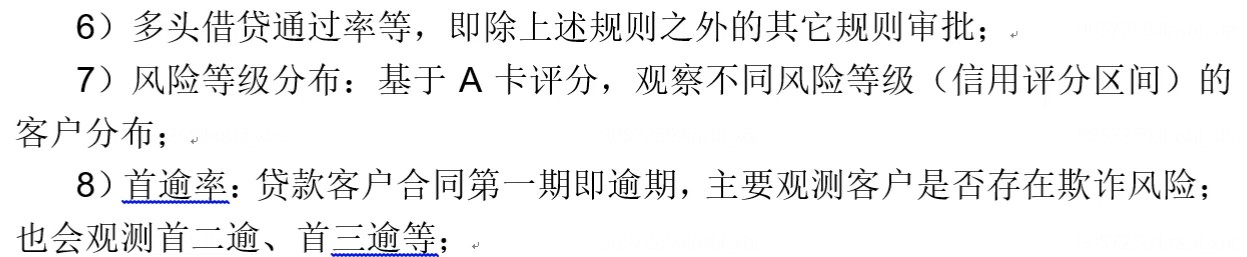 6）多头借贷通过率等，即除上述规则之外的其它规则审批；
7）风险等级分布：基于 A 卡评分，观察不同风险等级（信用评分区间）的
客户分布；
8）首逾率：贷款客户合同第一期即逾期，主要观测客户是否存在欺诈风险；
也会观测首二逾、首三逾等；